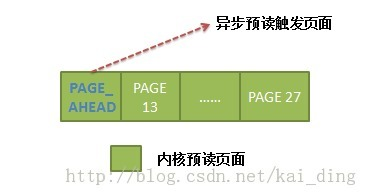 异步预读触发页面
PAGE_
AHEAD
PAGE
13
......
PAGE 27
内核预读页面
http://blog.csdn.net/kai_ding